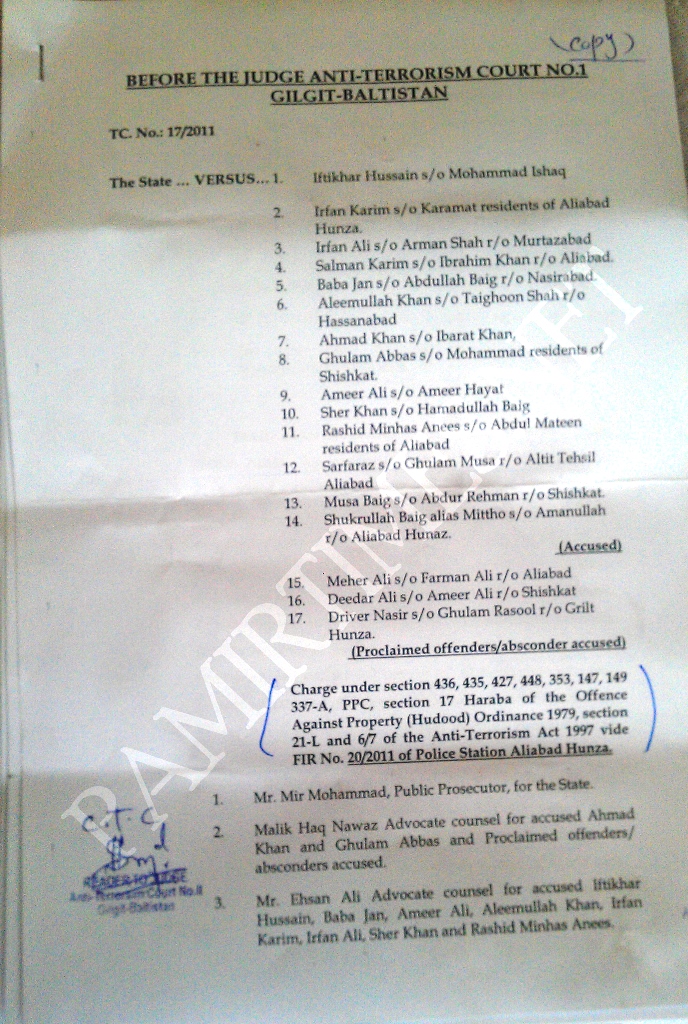 (copy)
BEFORE THE JUDGE ANTI-TERRORISM COURT NO.1
GILGIT-BALTISTAN
TC. No.: 17/2011
The State ... VERSUS... 1. Iftikhar Hussain s/o Mohammad Ishaq
2. Irfan Karim s/o Karamat residents of Aliabad
Hunza.
3. Irfan Ali s/o Arman Shah r/o Murtazabad
4. Salman Karim s/o Ibrahim Khan r/o Aliabad.
5. Baba Jan s/o Abdullah Baig r/o Nasirabad.
6. Aleemullah Khan s/o Taighoon Shah r/o
Hassanabad
7. Ahmad Khan s/o Ibarat Khan,
8. Ghulam Abbas s/o Mohammad residents of
Shishkat.
9. Ameer Ali s/o Ameer Hayat
10. Sher Khan s/o Hamadullah Baig
11. Rashid Minhas Anees s/o Abdul Mateen
residents of Aliabad
12. Sarfaraz s/o Ghulam Musa r/o Altit Tehsil
Aliabad
13. Musa Baig s/o Abdur Rehman r/o Shishkat.
14. Shukrullah Baig alias Mittho s/o Amanullah
r/o Aliabad Hunaz.
(Accused)
15. Meher Ali s/o Farman Ali r/o Aliabad
16. Deedar Ali s/o Ameer Ali r/o Shishkat
17. Driver Nasir s/o Ghulam Rasool r/o Grilt
Hunza.
(Proclaimed offenders/absconder accused)
Charge under section 436, 435, 427, 448, 353, 147, 149
337-A, PPC, section 17 Haraba of the Offence
Against Property (Hudood) Ordinance 1979, section
21-L and 6/7 of the Anti-Terrorism Act 1997 vide
FIR No. 20/2011 of Police Station Aliabad Hunza.
1. Mr. Mir Mohammad, Public Prosecutor, for the State.
2. Malik Haq Nawaz Advocate counsel for accused Ahmad
Khan and Ghulam Abbas and Proclaimed offenders/
absconders accused.
3. Mr. Ehsan Ali Advocate counsel for accused Iftikhar
Hussain, Baba Jan, Ameer Ali, Aleemullah Khan, Irfan
Karim, Irfan Ali, Sher Khan and Rashid Minhas Anees.
C.T.C
READER TO JUDGE
Anti-Terrorism Court No.II
Gilgit-Baltistan
PAMIRTIMES.NET